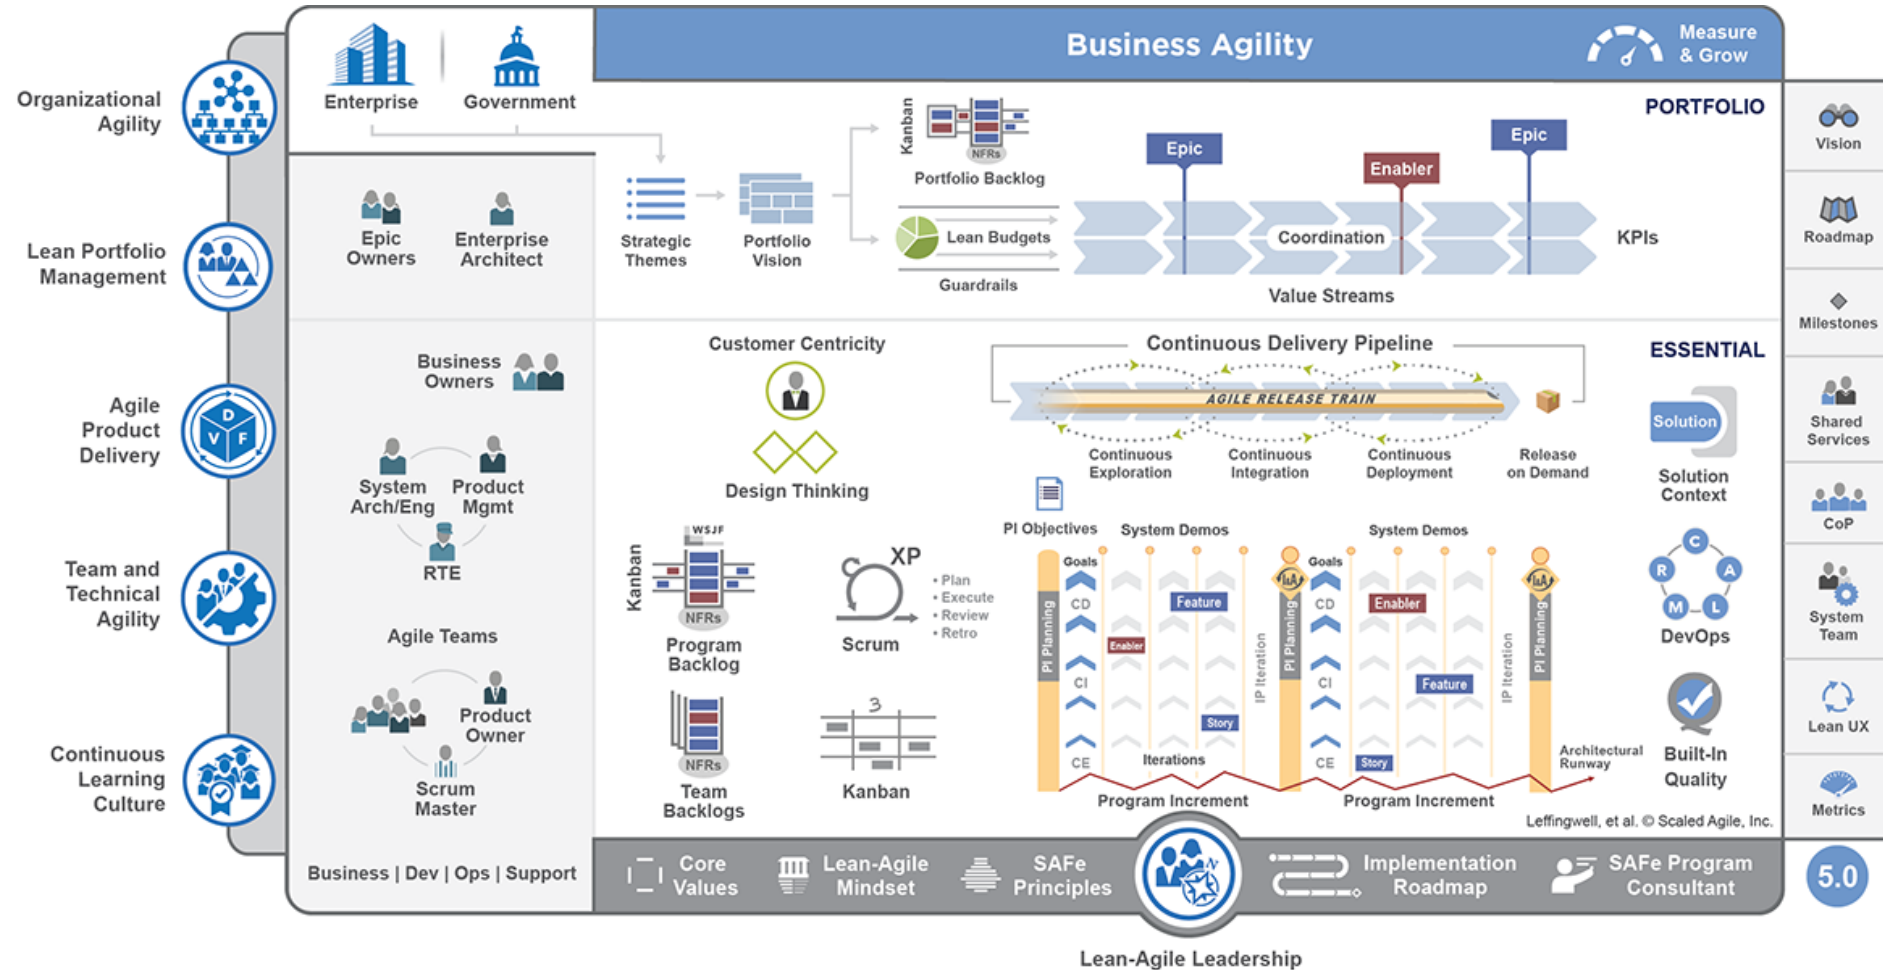 Business Agility
Measure
& Grow
Organizational
Agility
Lean Portfolio
Management
Agile
Product
Delivery
D
V
F
Team and
Technical
Agility
Continuous
Learning
Culture
Enterprise
Government
Epic
Owners
Enterprise
Architect
Business
Owners
System
Arch/Eng
Product
Mgmt
RTE
Agile Teams
Product
Owner
Scrum
Master
Business | Dev | Ops | Support
PORTFOLIO
Strategic
Themes
Portfolio
Vision
Kanban
NFRs
Portfolio Backlog
Lean Budgets
Guardrails
Epic
Enabler
Epic
Coordination
KPIs
Value Streams
ESSENTIAL
Customer Centricity
Design Thinking
Continuous Delivery Pipeline
AGILE RELEASE TRAIN
Continuous
Exploration
Continuous
Integration
Continuous
Deployment
Release
on Demand
Solution
Solution
Context
Kanban
WSJF
NFRs
Program
Backlog
XP
• Plan
• Execute
• Review
• Retro
Scrum
NFRs
Team
Backlogs
3
Kanban
PI Objectives
System Demos
System Demos
Goals
CD
CI
CE
PI Planning
Enabler
Feature
Story
Iterations
IP Iteration
I&A
PI Planning
Goals
CD
CI
CE
Enabler
Feature
Story
IP Iteration
I&A
PI Planning
Architectural
Runway
Program Increment
Program Increment
C
A
L
M
R
DevOps
Built-In
Quality
Leffingwell, et al. © Scaled Agile, Inc.
Vision
Roadmap
Milestones
Shared
Services
CoP
System
Team
Lean UX
Metrics
5.0
Core
Values
Lean-Agile
Mindset
SAFe
Principles
N
Implementation
Roadmap
SAFe Program
Consultant
Lean-Agile Leadership